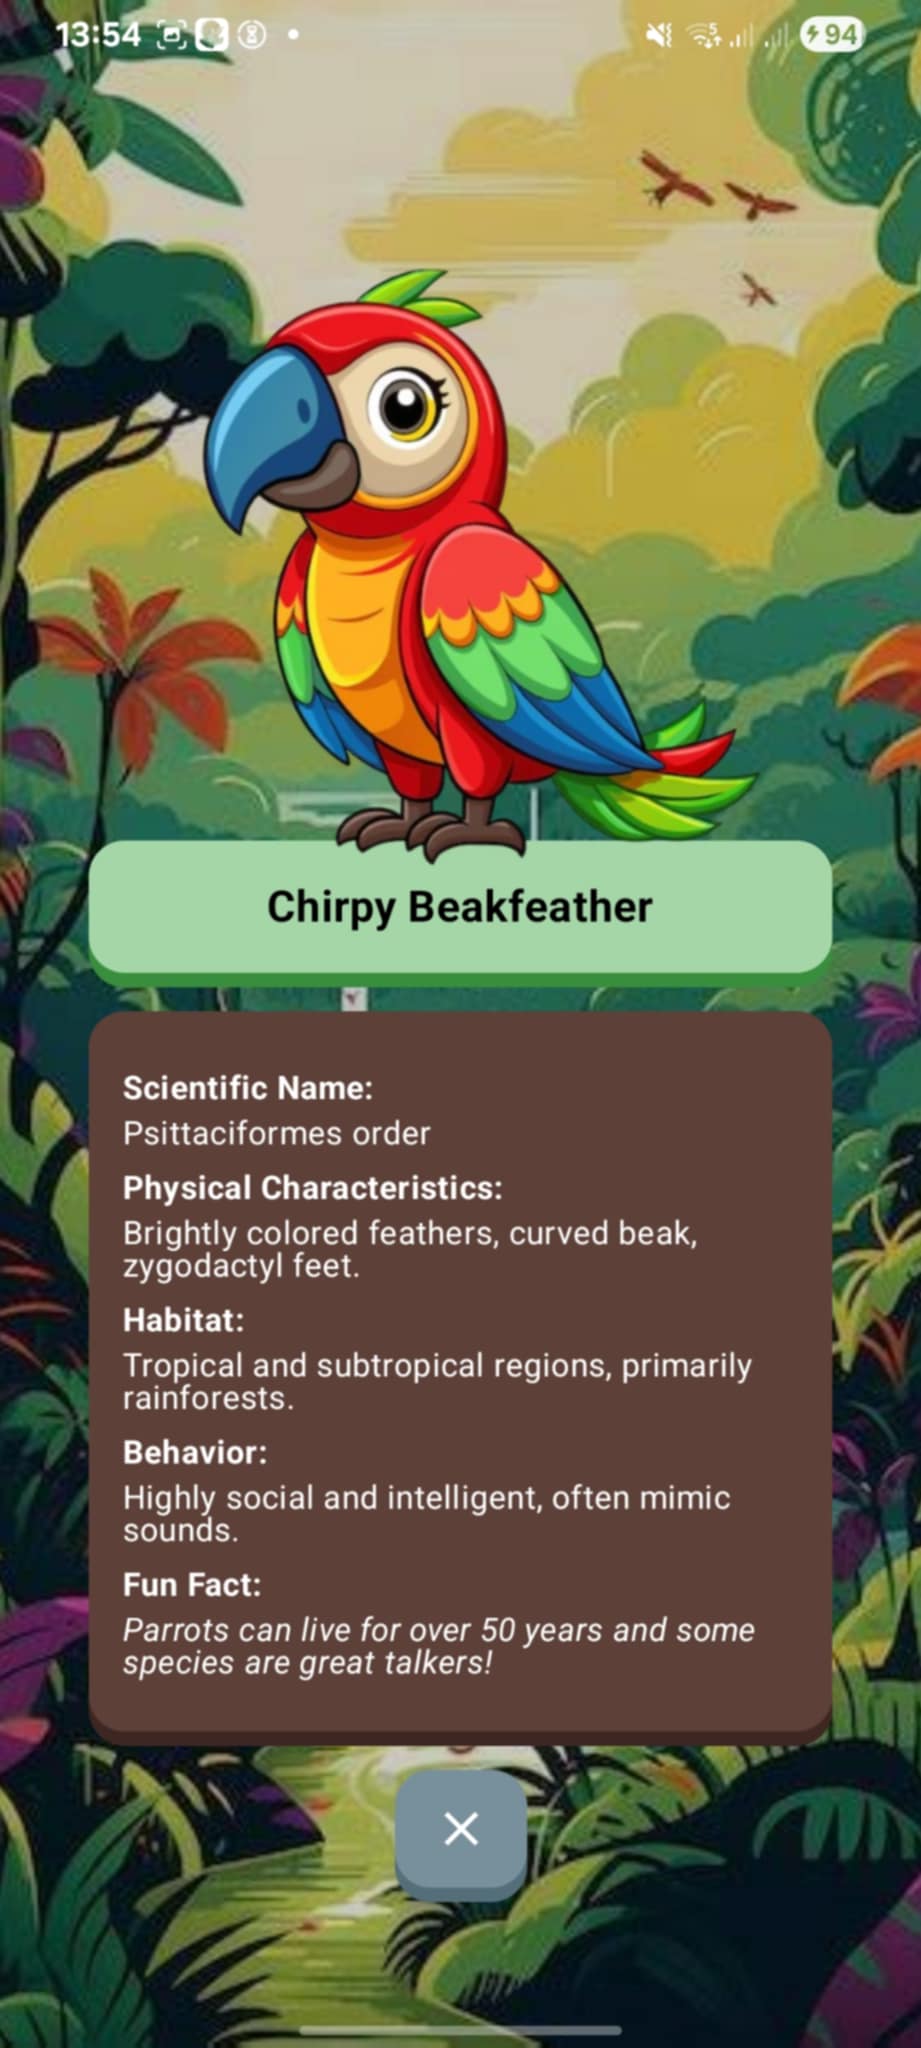 13:54
5
94
Chirpy Beakfeather
Scientific Name:
Psittaciformes order
Physical Characteristics:
Brightly colored feathers, curved beak,
zygodactyl feet.
Habitat:
Tropical and subtropical regions, primarily
rainforests.
Behavior:
Highly social and intelligent, often mimic
sounds.
Fun Fact:
Parrots can live for over 50 years and some
species are great talkers!